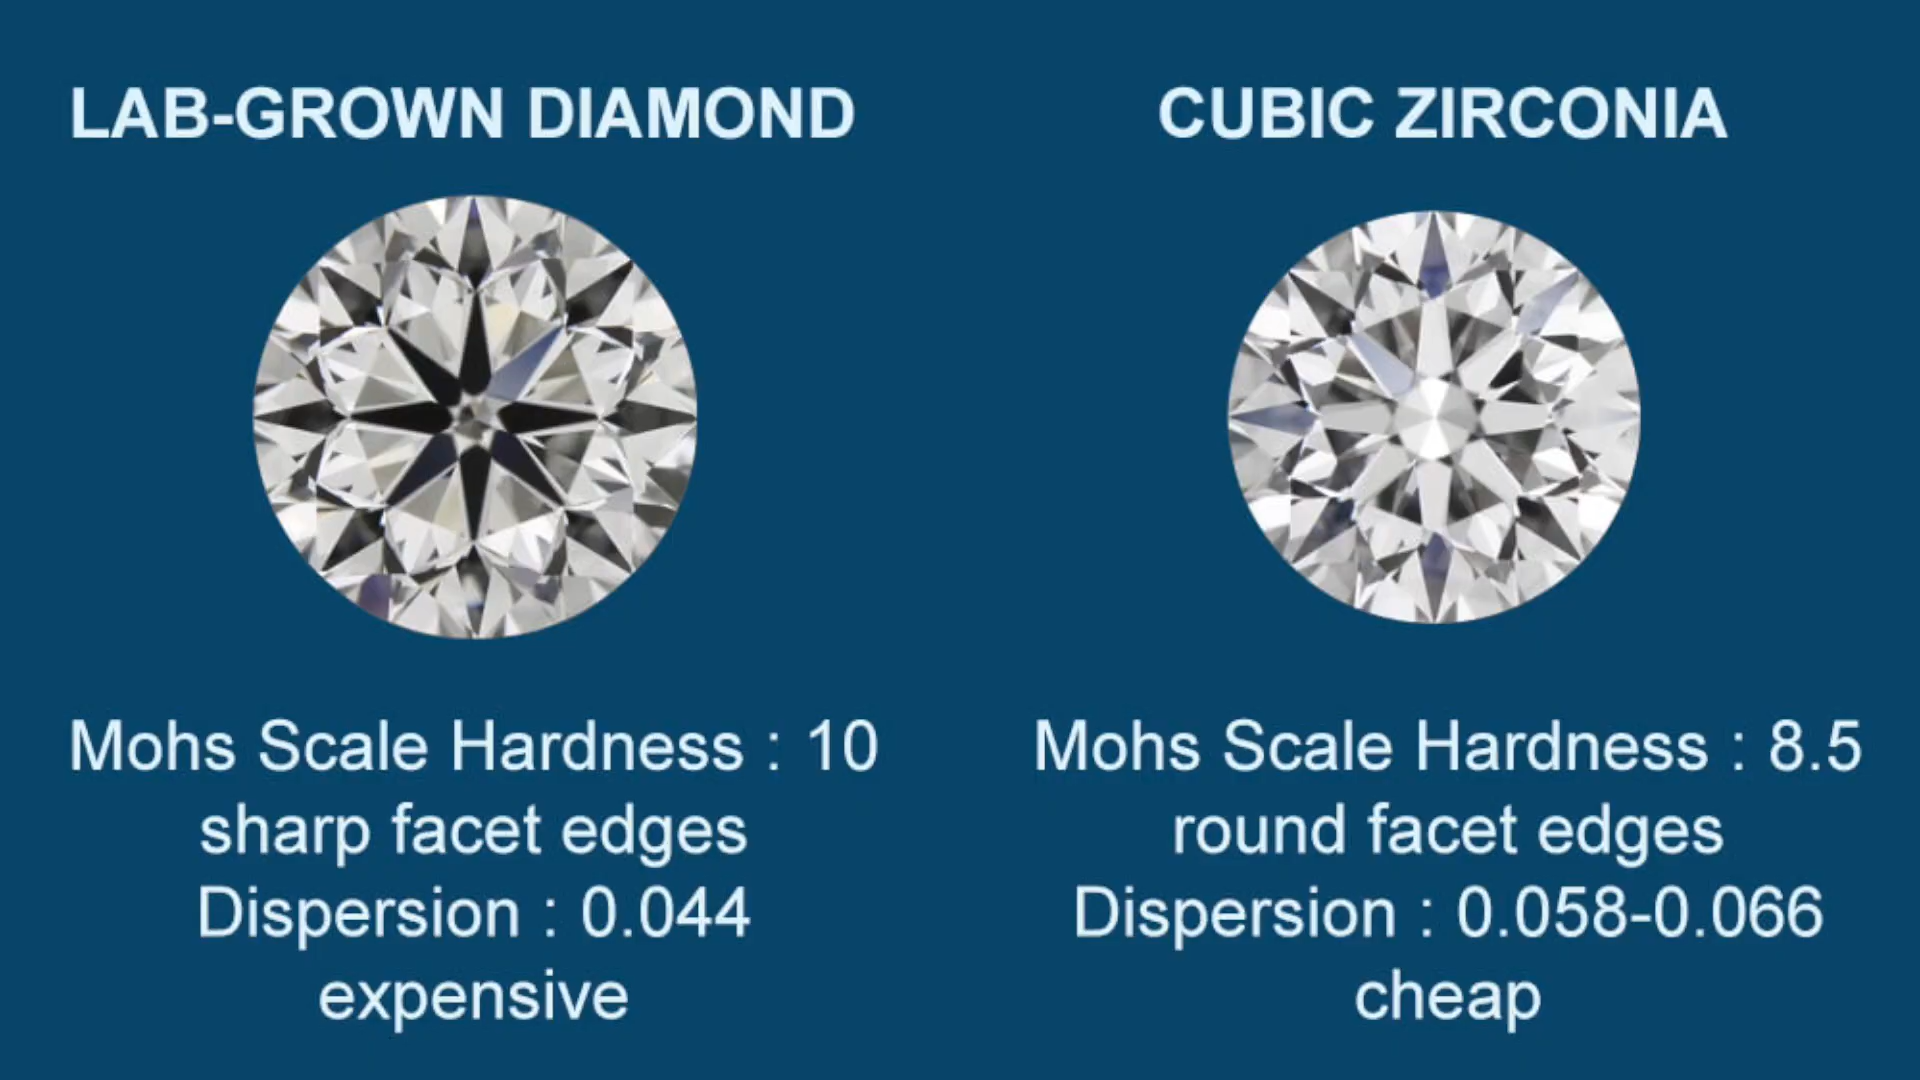 LAB-GROWN DIAMOND
Mohs Scale Hardness : 10
sharp facet edges
Dispersion : 0.044
expensive
CUBIC ZIRCONIA
Mohs Scale Hardness : 8.5
round facet edges
Dispersion : 0.058-0.066
cheap